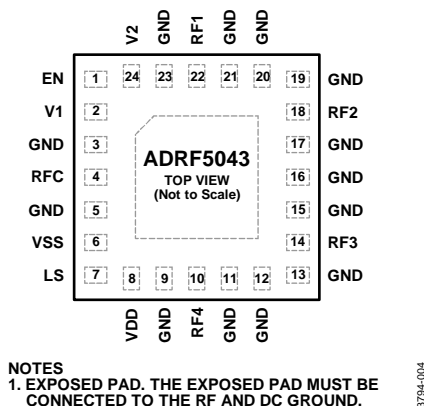 V2
GND
RF1
GND
GND
EN 1 24 23 22 21 20 19 GND
V1 2 18 RF2
GND 3 17 GND
ADRF5043
RFC 4 TOP VIEW 16 GND
(Not to Scale)
GND 5 15 GND
VSS 6 14 RF3
LS 7 8 9 10 11 12 13 GND
VDD
GND
RF4
GND
GND
NOTES
1. EXPOSED PAD. THE EXPOSED PAD MUST BE
CONNECTED TO THE RF AND DC GROUND.